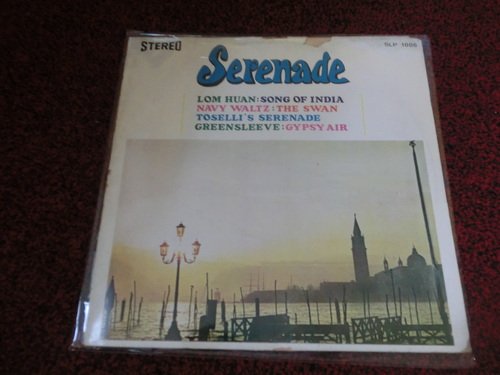 STEREO
SLP 1006
Serenade
LOM HUAN:SONG OF INDIA
NAVY WALTZ:THE SWAN
TOSELLI'S SERENADE
GREENSLEEVE:GYPSY AIR